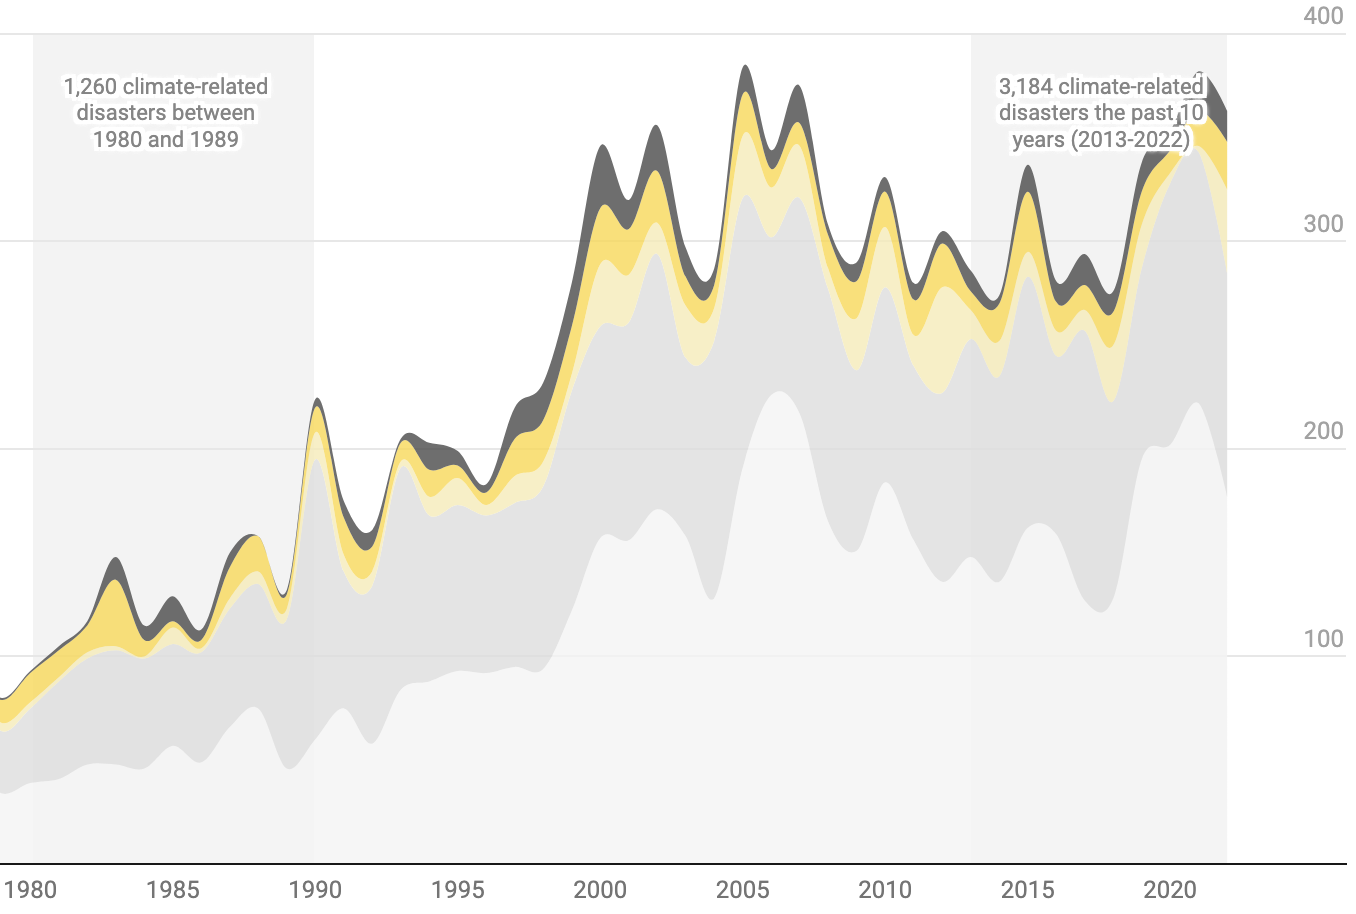 400
1,260 climate-related
disasters between
1980 and 1989
3,184 climate-related
disasters the past 10
years (2013-2022)
300
200
100
1980 1985 1990 1995 2000 2005 2010 2015 2020